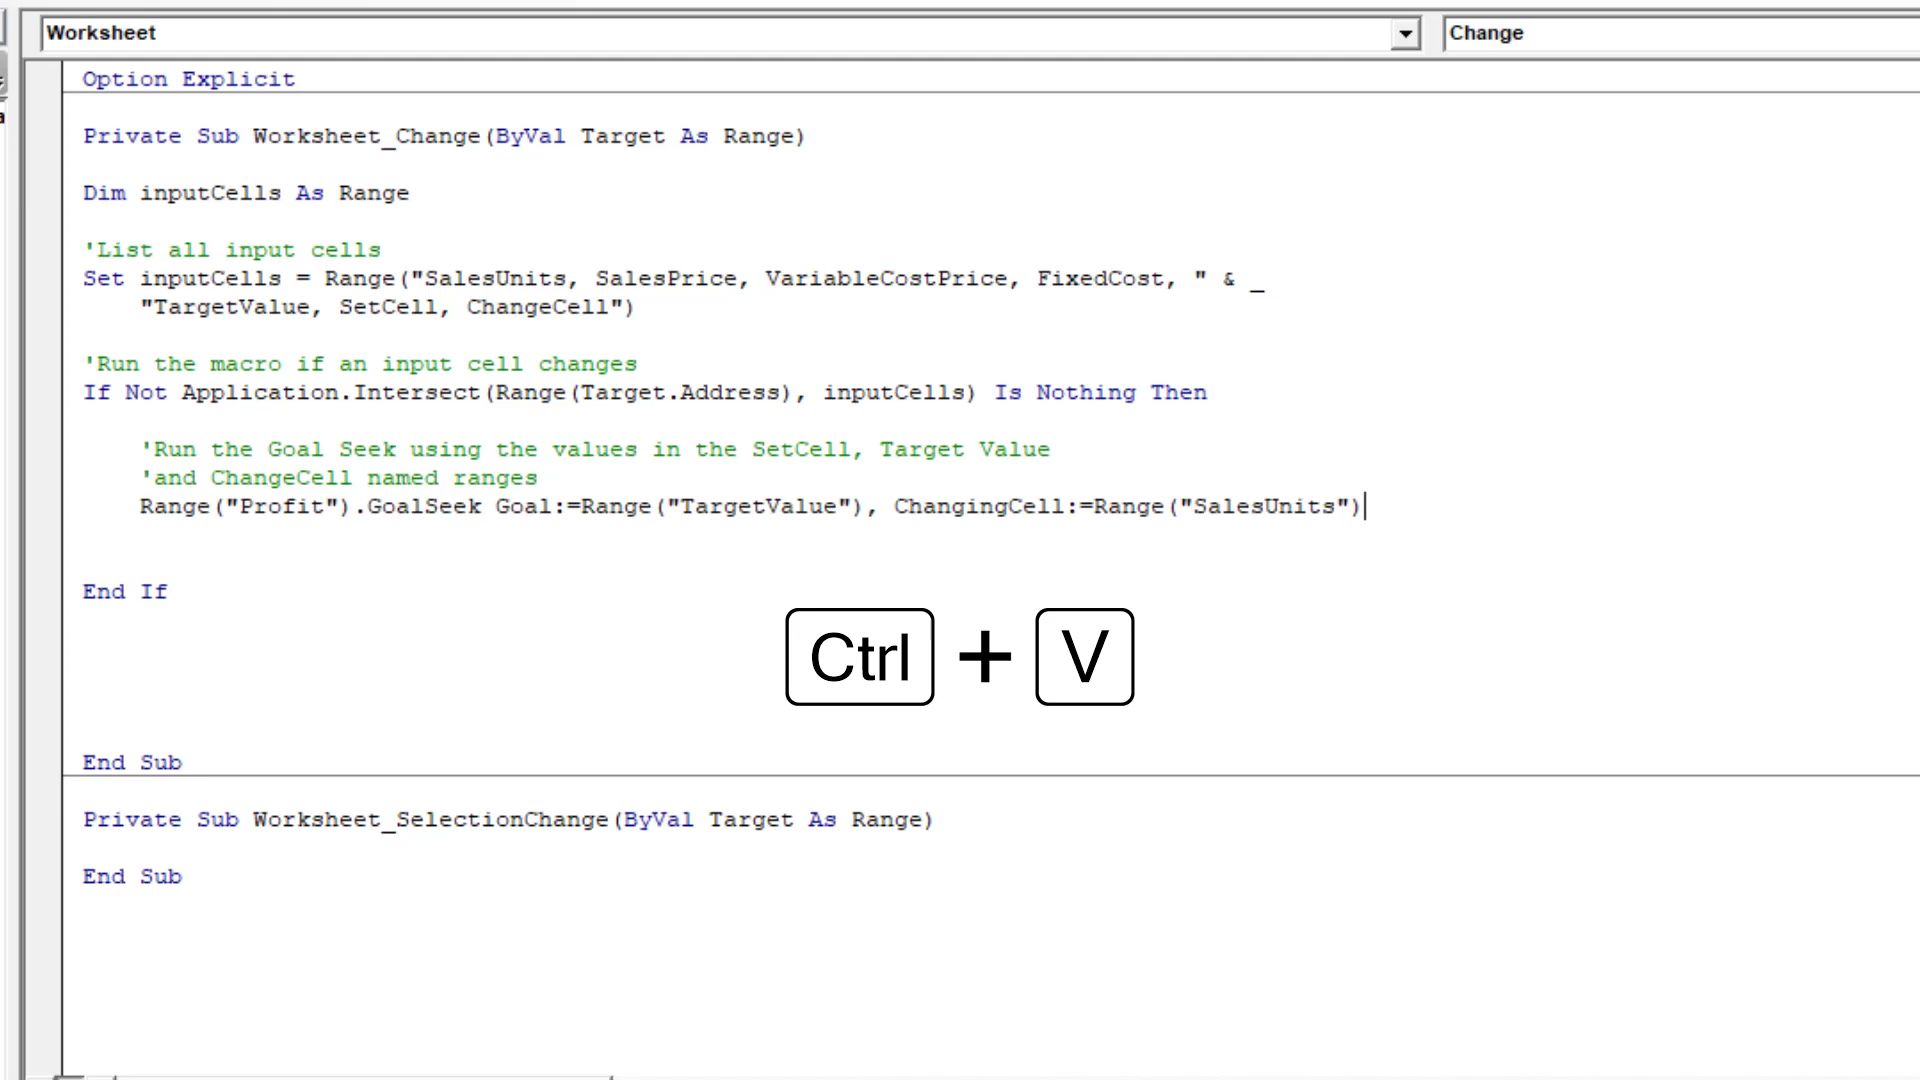 Worksheet
Change
Option Explicit
Private Sub Worksheet_Change(ByVal Target As Range)
Dim inputCells As Range
'List all input cells
Set inputCells = Range("SalesUnits, SalesPrice, VariableCostPrice, FixedCost, " & _
"TargetValue, SetCell, ChangeCell")
'Run the macro if an input cell changes
If Not Application.Intersect(Range(Target.Address), inputCells) Is Nothing Then
'Run the Goal Seek using the values in the SetCell, Target Value
'and ChangeCell named ranges
Range("Profit").GoalSeek Goal:=Range("TargetValue"), ChangingCell:=Range("SalesUnits")
End If
Ctrl + V
End Sub
Private Sub Worksheet_SelectionChange(ByVal Target As Range)
End Sub